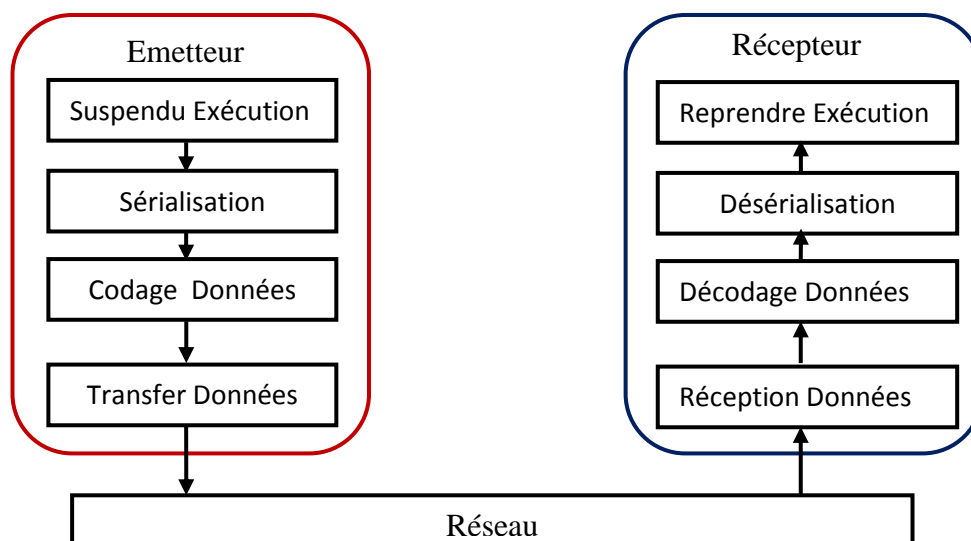 Emetteur
Suspendu Exécution
Sérialisation
Codage Données
Transfer Données
Récepteur
Reprendre Exécution
Désérialisation
Décodage Données
Réception Données
Réseau